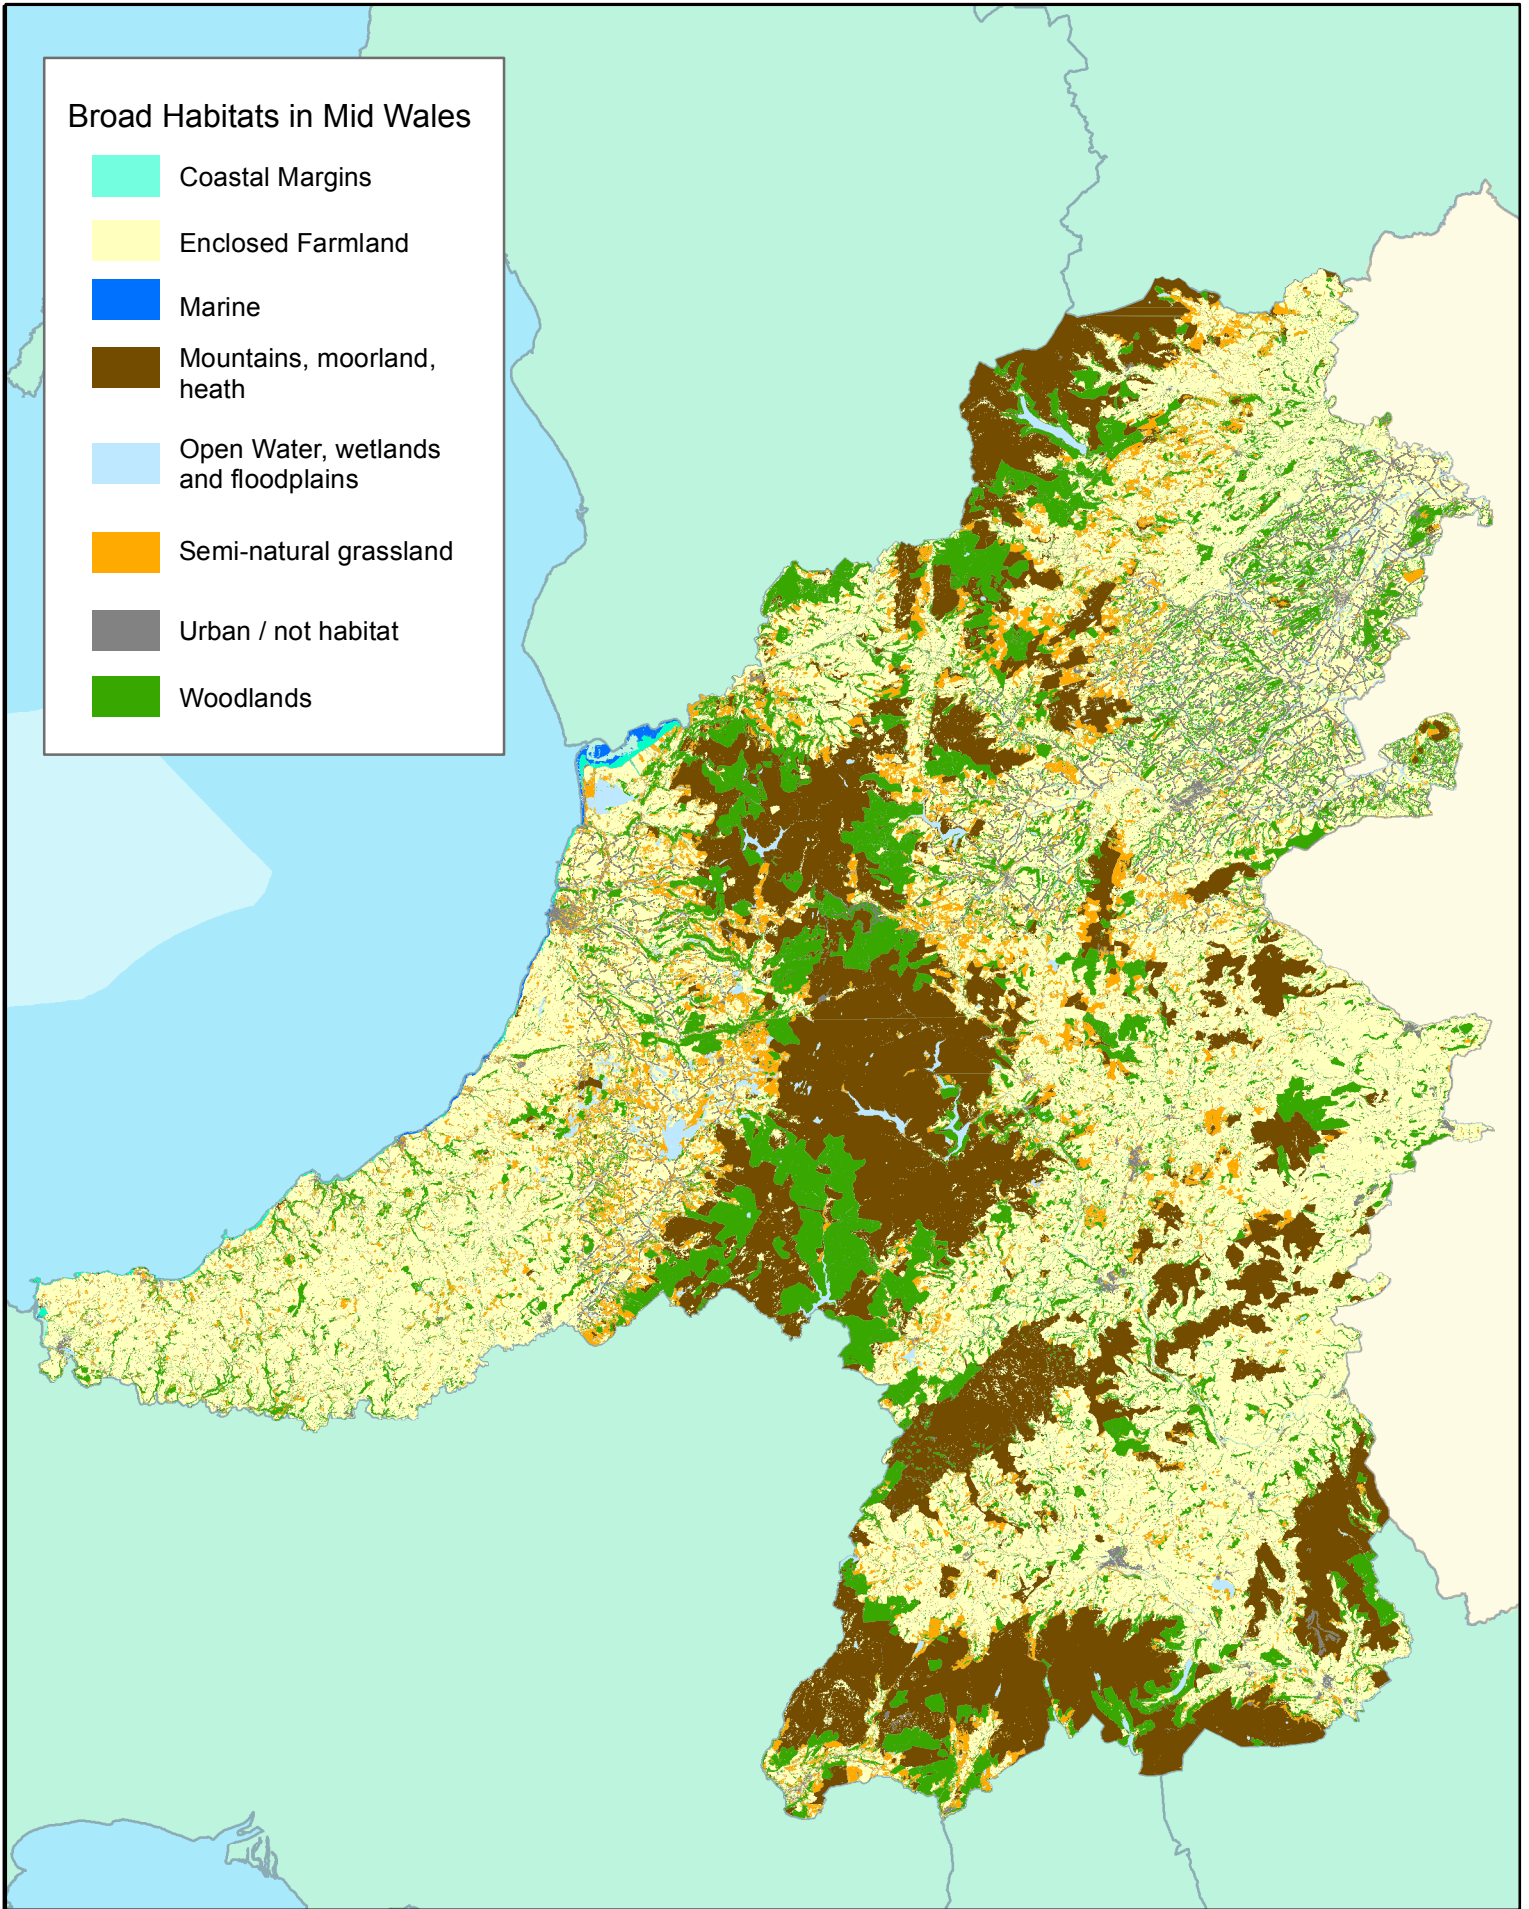 Broad Habitats in Mid Wales
Coastal Margins
Enclosed Farmland
Marine
Mountains, moorland,
heath
Open Water, wetlands
and floodplains
Semi-natural grassland
Urban / not habitat
Woodlands